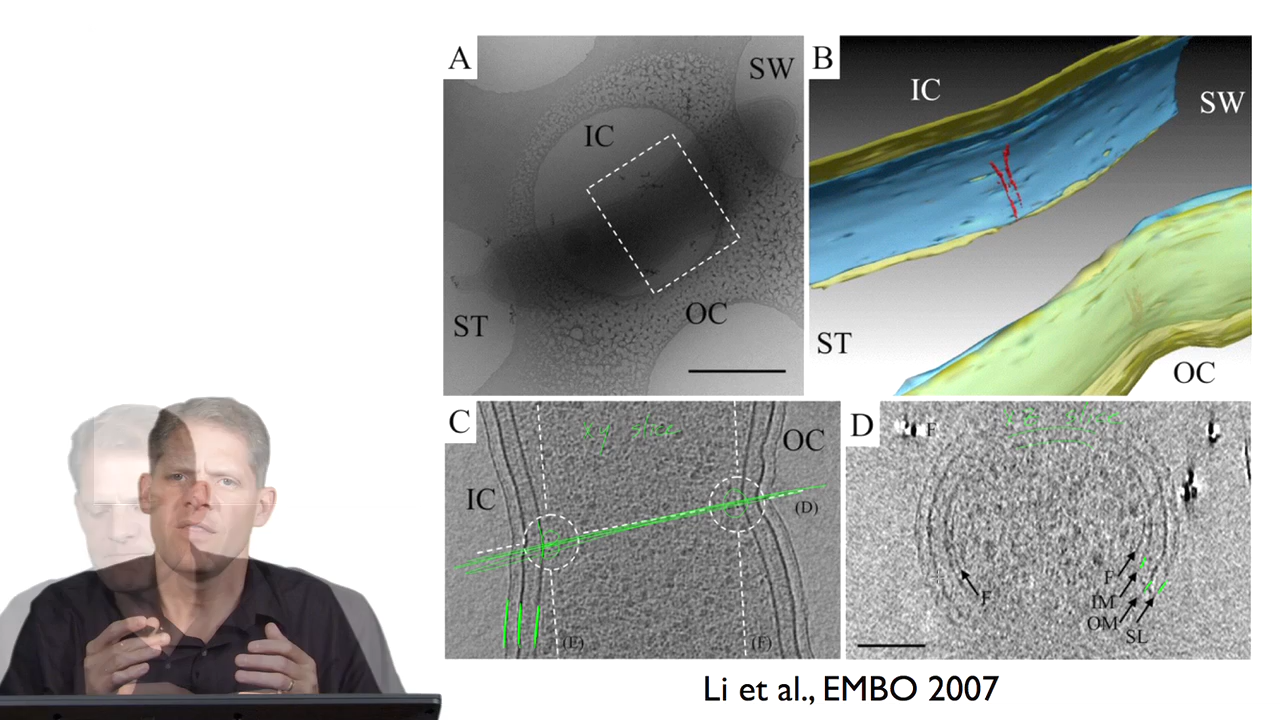 A
SW
IC
ST
OC
B
IC
SW
ST
OC
C
xy slice
OC
IC
(D)
(E)
(F)
D
F
xz slice
F
F
IM
OM
SL
Li et al., EMBO 2007